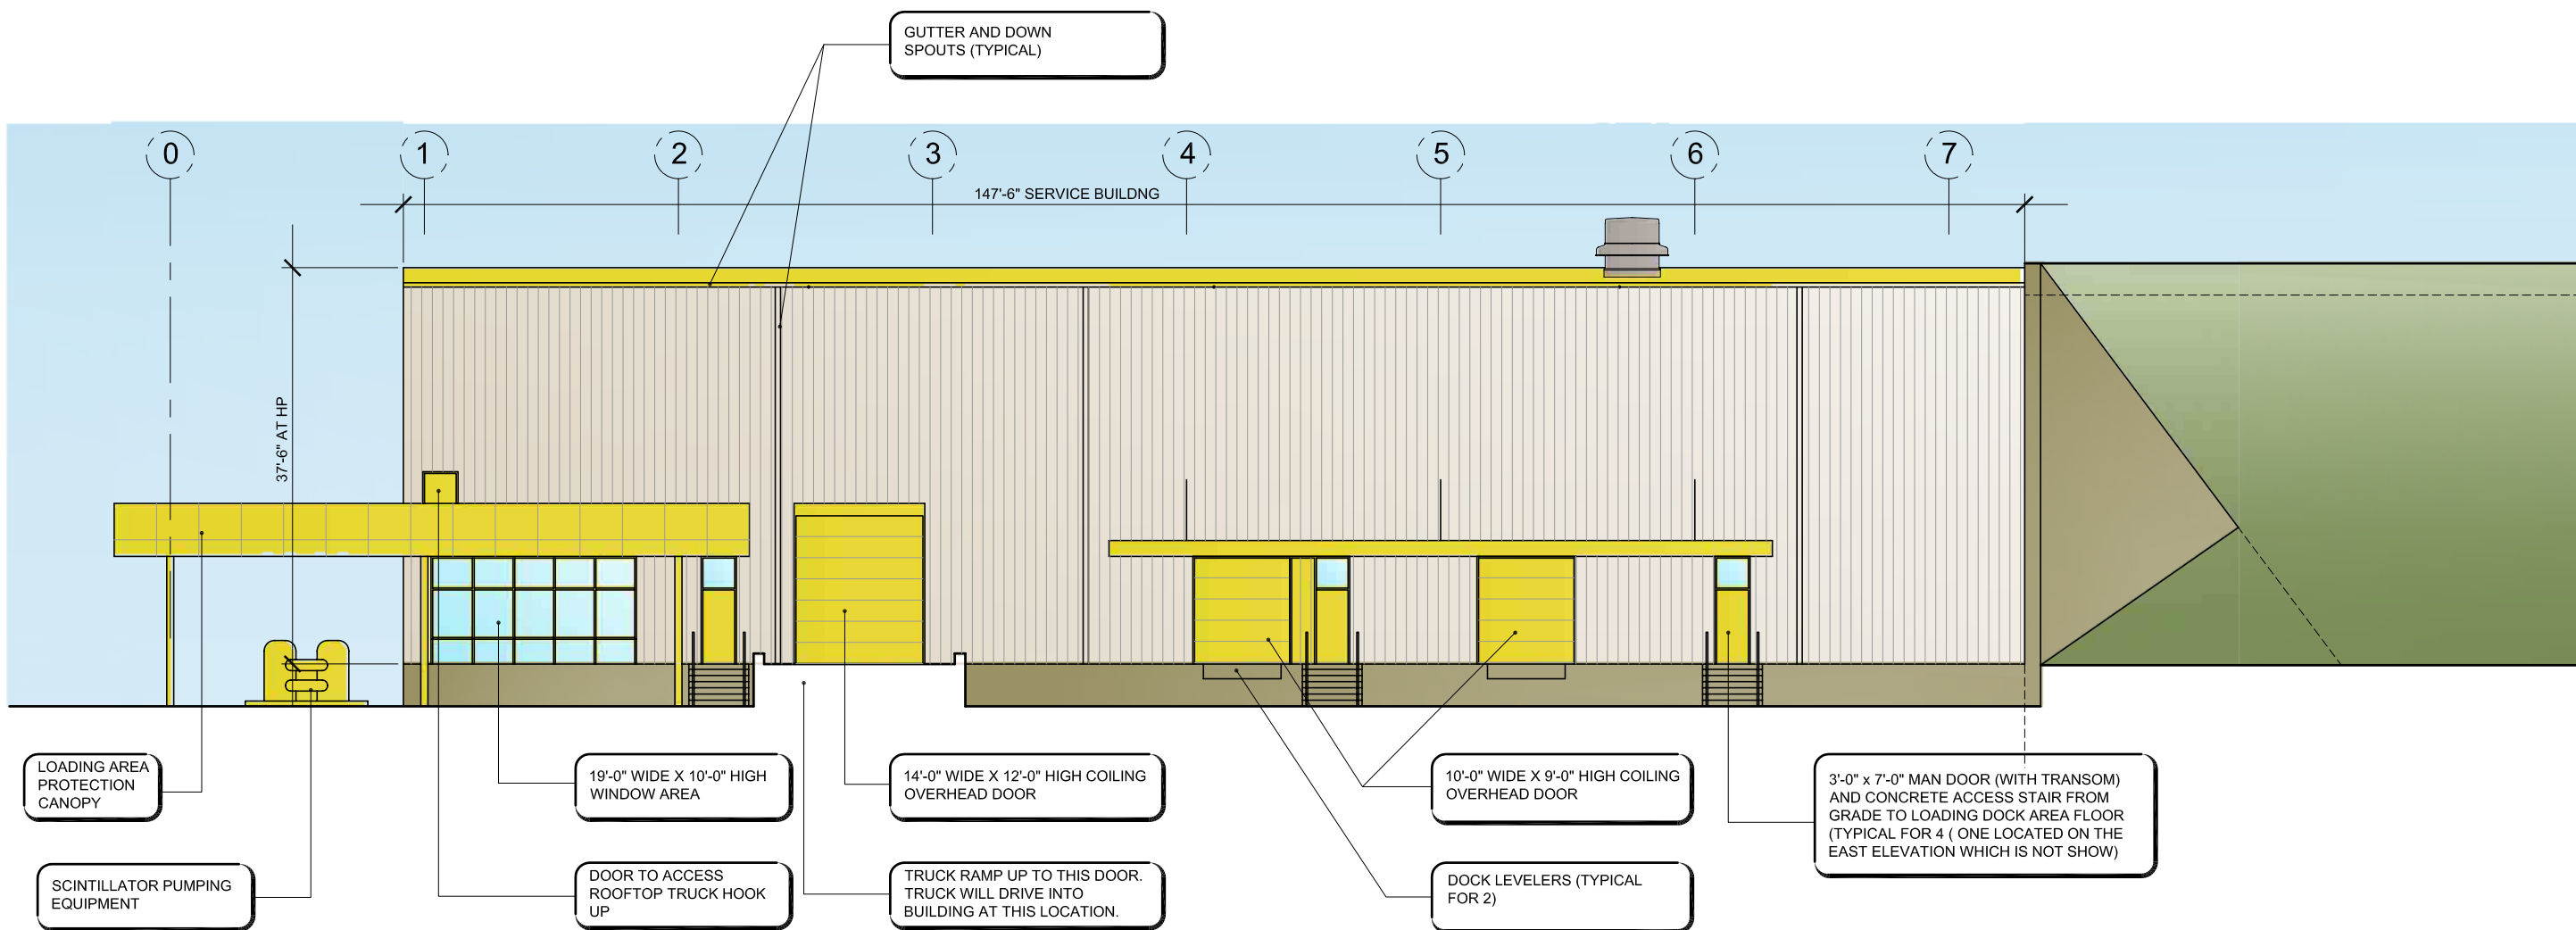 GUTTER AND DOWN
SPOUTS (TYPICAL)
0
1
2
3
4
5
6
7
147'-6" SERVICE BUILDNG
37'-6" AT HP
LOADING AREA
PROTECTION
CANOPY
19'-0" WIDE X 10'-0" HIGH
WINDOW AREA
14'-0" WIDE X 12'-0" HIGH COILING
OVERHEAD DOOR
10'-0" WIDE X 9'-0" HIGH COILING
OVERHEAD DOOR
3'-0" x 7'-0" MAN DOOR (WITH TRANSOM)
AND CONCRETE ACCESS STAIR FROM
GRADE TO LOADING DOCK AREA FLOOR
(TYPICAL FOR 4 ( ONE LOCATED ON THE
EAST ELEVATION WHICH IS NOT SHOW)
SCINTILLATOR PUMPING
EQUIPMENT
DOOR TO ACCESS
ROOFTOP TRUCK HOOK
UP
TRUCK RAMP UP TO THIS DOOR.
TRUCK WILL DRIVE INTO
BUILDING AT THIS LOCATION.
DOCK LEVELERS (TYPICAL
FOR 2)